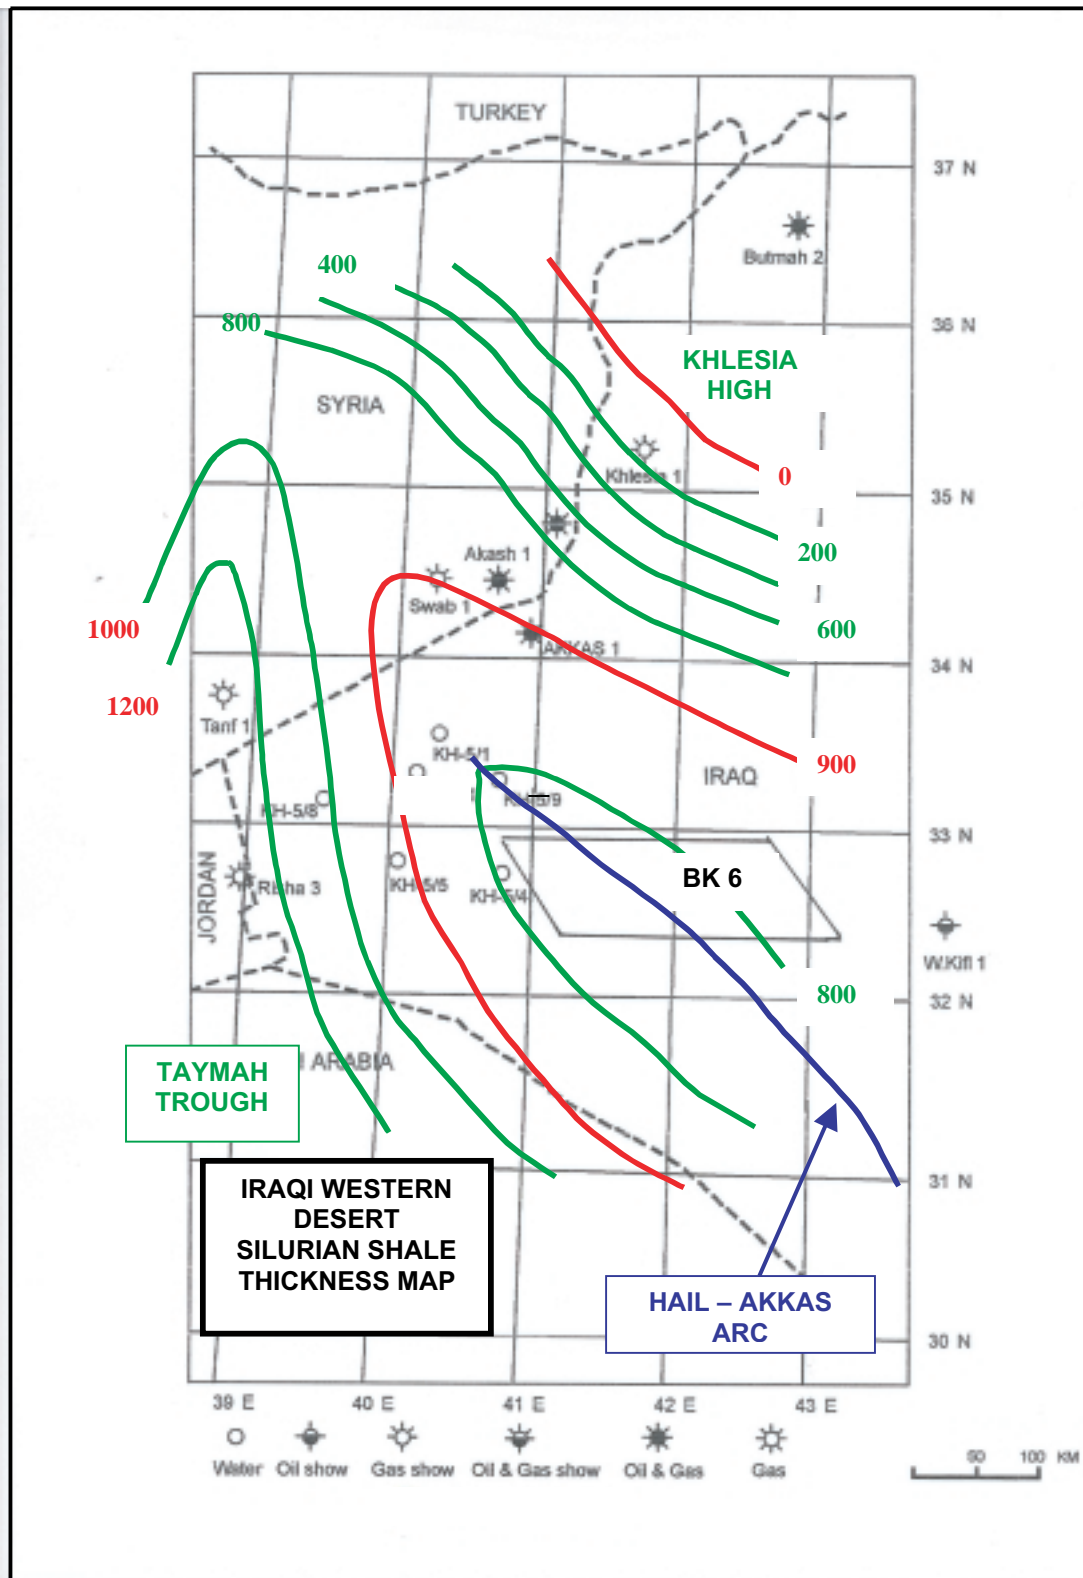 TURKEY
37 N
Butmah 2
400
800
36 N
KHLESIA
HIGH
SYRIA
Khlesia 1
0
35 N
200
Akash 1
Swab 1
600
1000
AKKAS 1
34 N
1200
Tanf 1
KH-5/1
IRAQ
900
KH-5/9
KH-5/8
33 N
JORDAN
Risha 3
KH-5/5
KH-5/4
BK 6
W.Kifl 1
800
32 N
ARABIA
TAYMAH
TROUGH
31 N
IRAQI WESTERN
DESERT
SILURIAN SHALE
THICKNESS MAP
HAIL – AKKAS
ARC
30 N
39 E 40 E 41 E 42 E 43 E
Water Oil show Gas show Oil & Gas show Oil & Gas Gas
50 100 KM